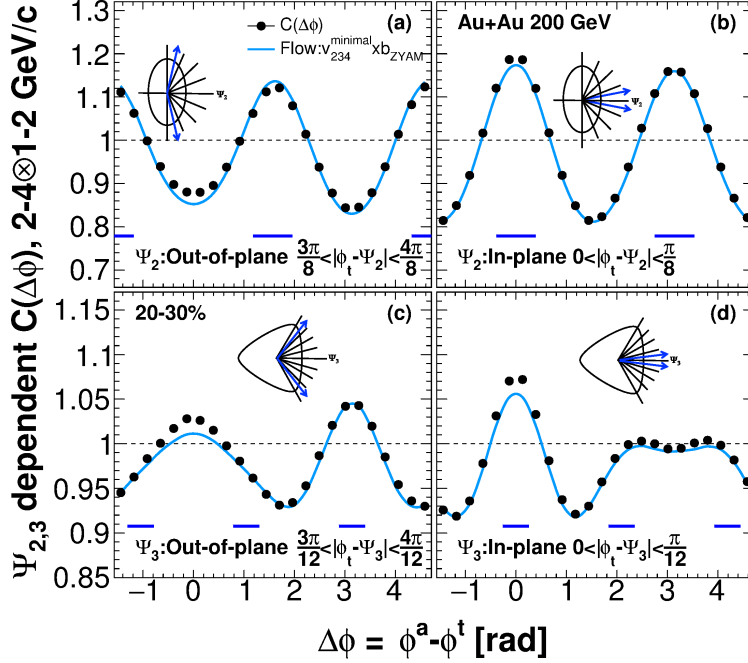 Ψ2,3 dependent C(Δφ), 2-4⊗1-2 GeV/c
1.3
1.2
1.1
1
0.9
0.8
0.7
(a)
C(Δφ)
Flow:v234^minimal xb_ZYAM
Ψ2
Ψ2:Out-of-plane 3π/8<|φt-Ψ2|<4π/8
Au+Au 200 GeV
(b)
Ψ2
Ψ2:In-plane 0<|φt-Ψ2|<π/8
1.15
1.10
1.05
1
0.95
0.9
0.85
20-30%
(c)
Ψ3
Ψ3:Out-of-plane 3π/12<|φt-Ψ3|<4π/12
(d)
Ψ3
Ψ3:In-plane 0<|φt-Ψ3|<π/12
−1 0 1 2 3 4
−1 0 1 2 3 4
Δφ = φ^a-φ^t [rad]